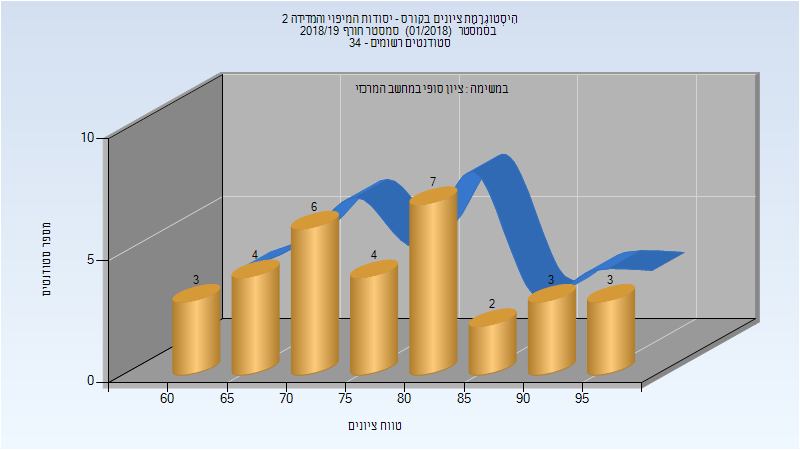 היסטוגרמת ציונים בקורס - יסודות המיפוי והמדידה 2
בסמסטר (01/2018) סמסטר חורף 2018/19
סטודנטים רשומים - 34
במשימה : ציון סופי במחשב המרכזי
מספר סטודנטים
10
5
0
3
4
6
4
7
2
3
3
60 65 70 75 80 85 90 95
טווח ציונים